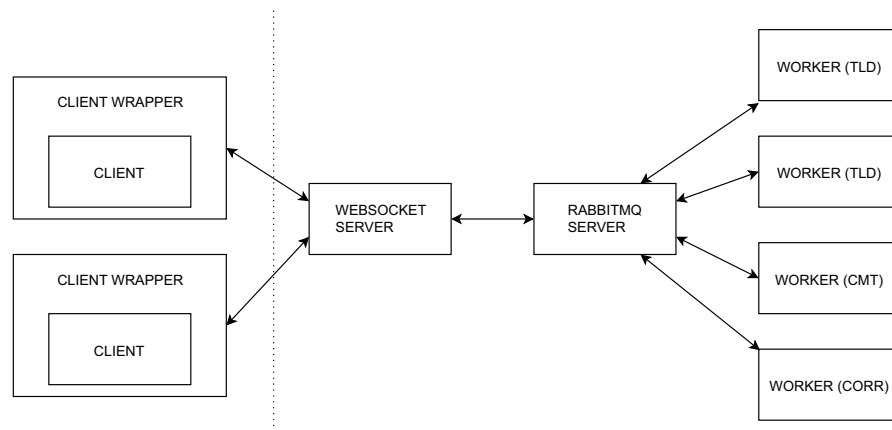 CLIENT WRAPPER
CLIENT
CLIENT WRAPPER
CLIENT
WEBSOCKET
SERVER
RABBITMQ
SERVER
WORKER (TLD)
WORKER (TLD)
WORKER (CMT)
WORKER (CORR)